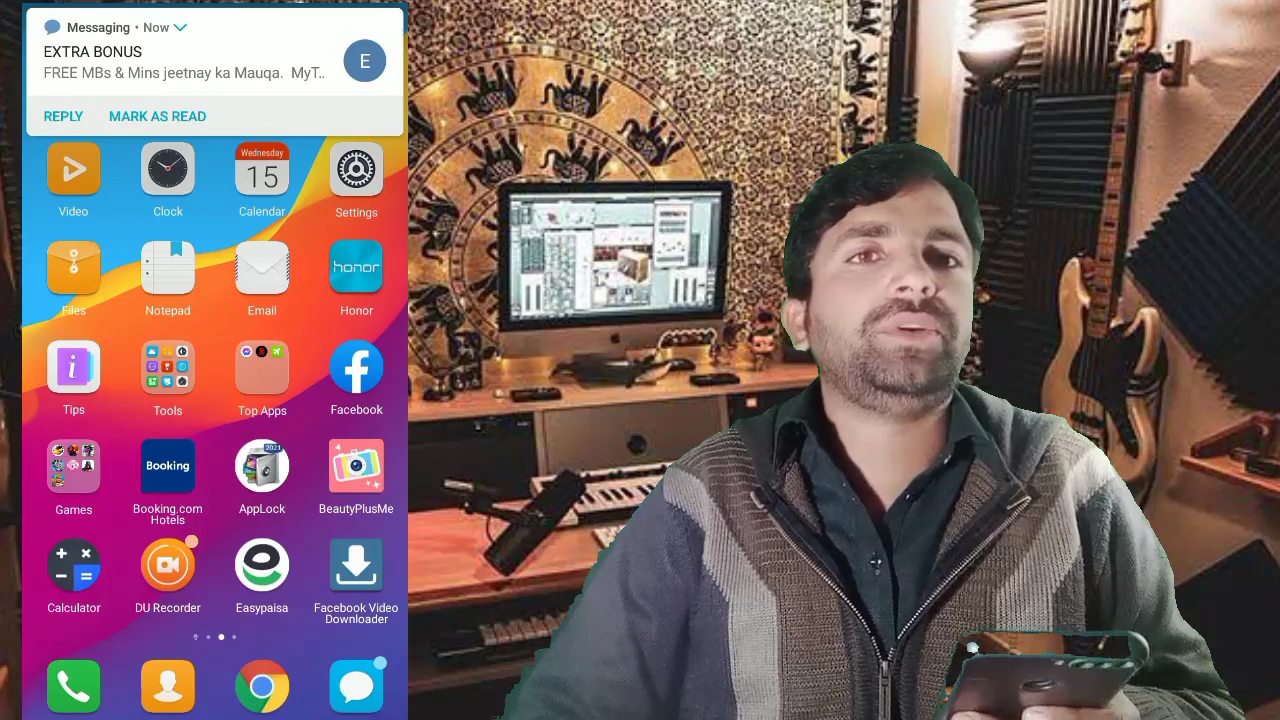 Messaging • Now
EXTRA BONUS
FREE MBs & Mins jeetnay ka Mauqa. MyT..
E
REPLY MARK AS READ
Wednesday
15
Video Clock Calendar Settings
honor
Files Notepad Email Honor
i
Tips Tools Top Apps Facebook
Booking
2021
Games Booking.com Hotels AppLock BeautyPlusMe
Calculator DU Recorder Easypaisa Facebook Video Downloader